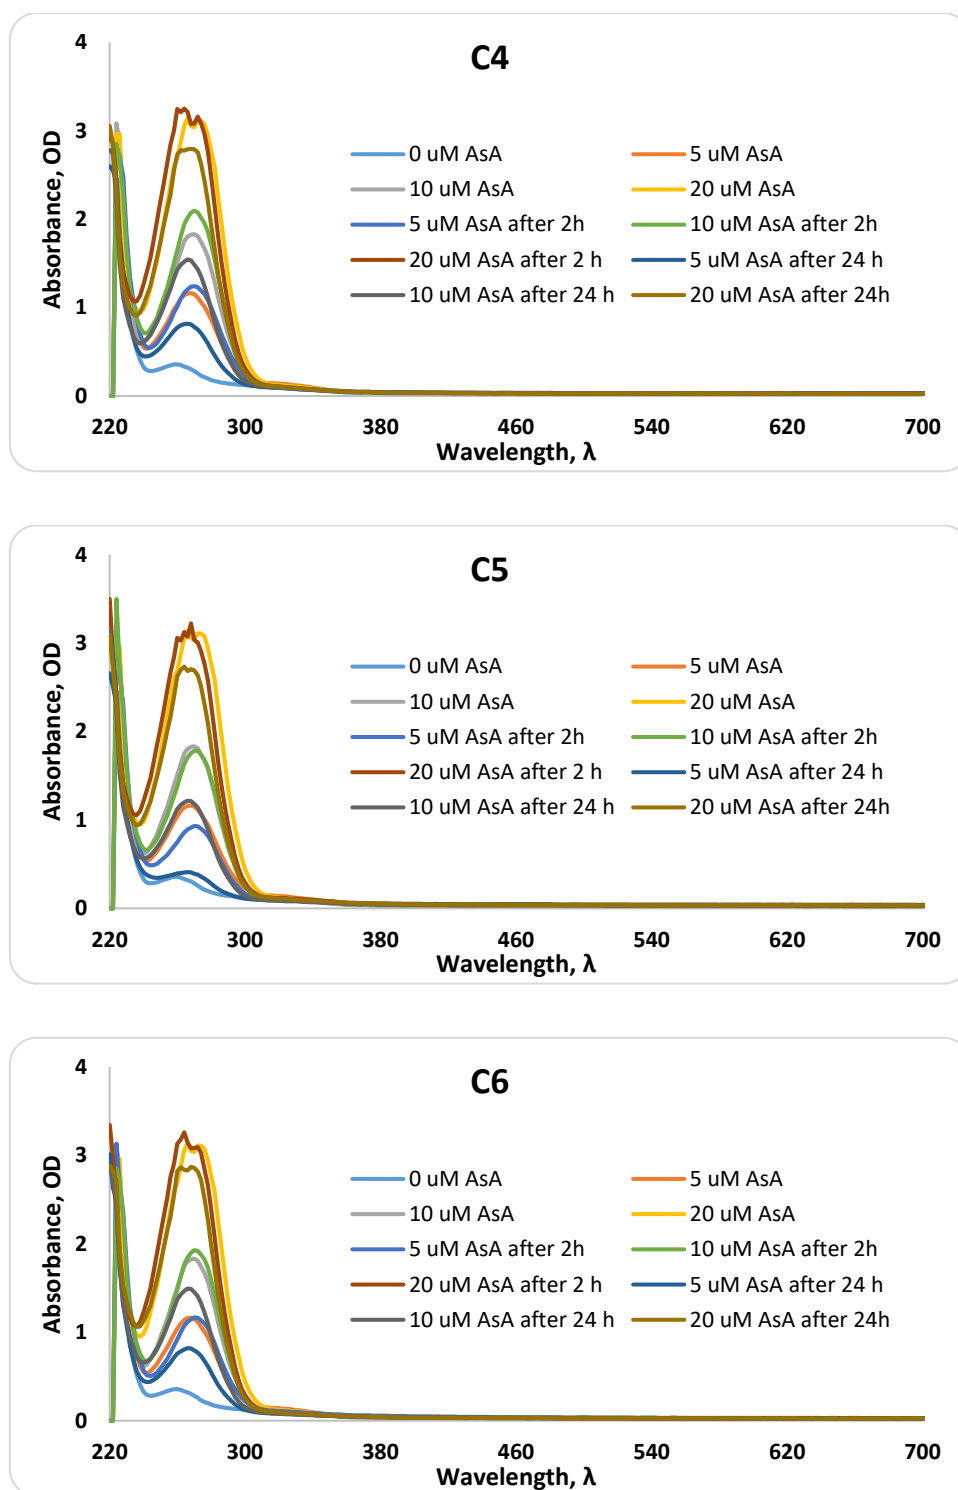 C4
4
3
2
1
0
Absorbance, OD
0 uM AsA
5 uM AsA
10 uM AsA
20 uM AsA
5 uM AsA after 2h
10 uM AsA after 2h
20 uM AsA after 2 h
5 uM AsA after 24 h
10 uM AsA after 24 h
20 uM AsA after 24h
220 300 380 460 540 620 700
Wavelength, λ
C5
4
3
2
1
0
Absorbance, OD
0 uM AsA
5 uM AsA
10 uM AsA
20 uM AsA
5 uM AsA after 2h
10 uM AsA after 2h
20 uM AsA after 2 h
5 uM AsA after 24 h
10 uM AsA after 24 h
20 uM AsA after 24h
220 300 380 460 540 620 700
Wavelength, λ
C6
4
3
2
1
0
Absorbance, OD
0 uM AsA
5 uM AsA
10 uM AsA
20 uM AsA
5 uM AsA after 2h
10 uM AsA after 2h
20 uM AsA after 2 h
5 uM AsA after 24 h
10 uM AsA after 24 h
20 uM AsA after 24h
220 300 380 460 540 620 700
Wavelength, λ